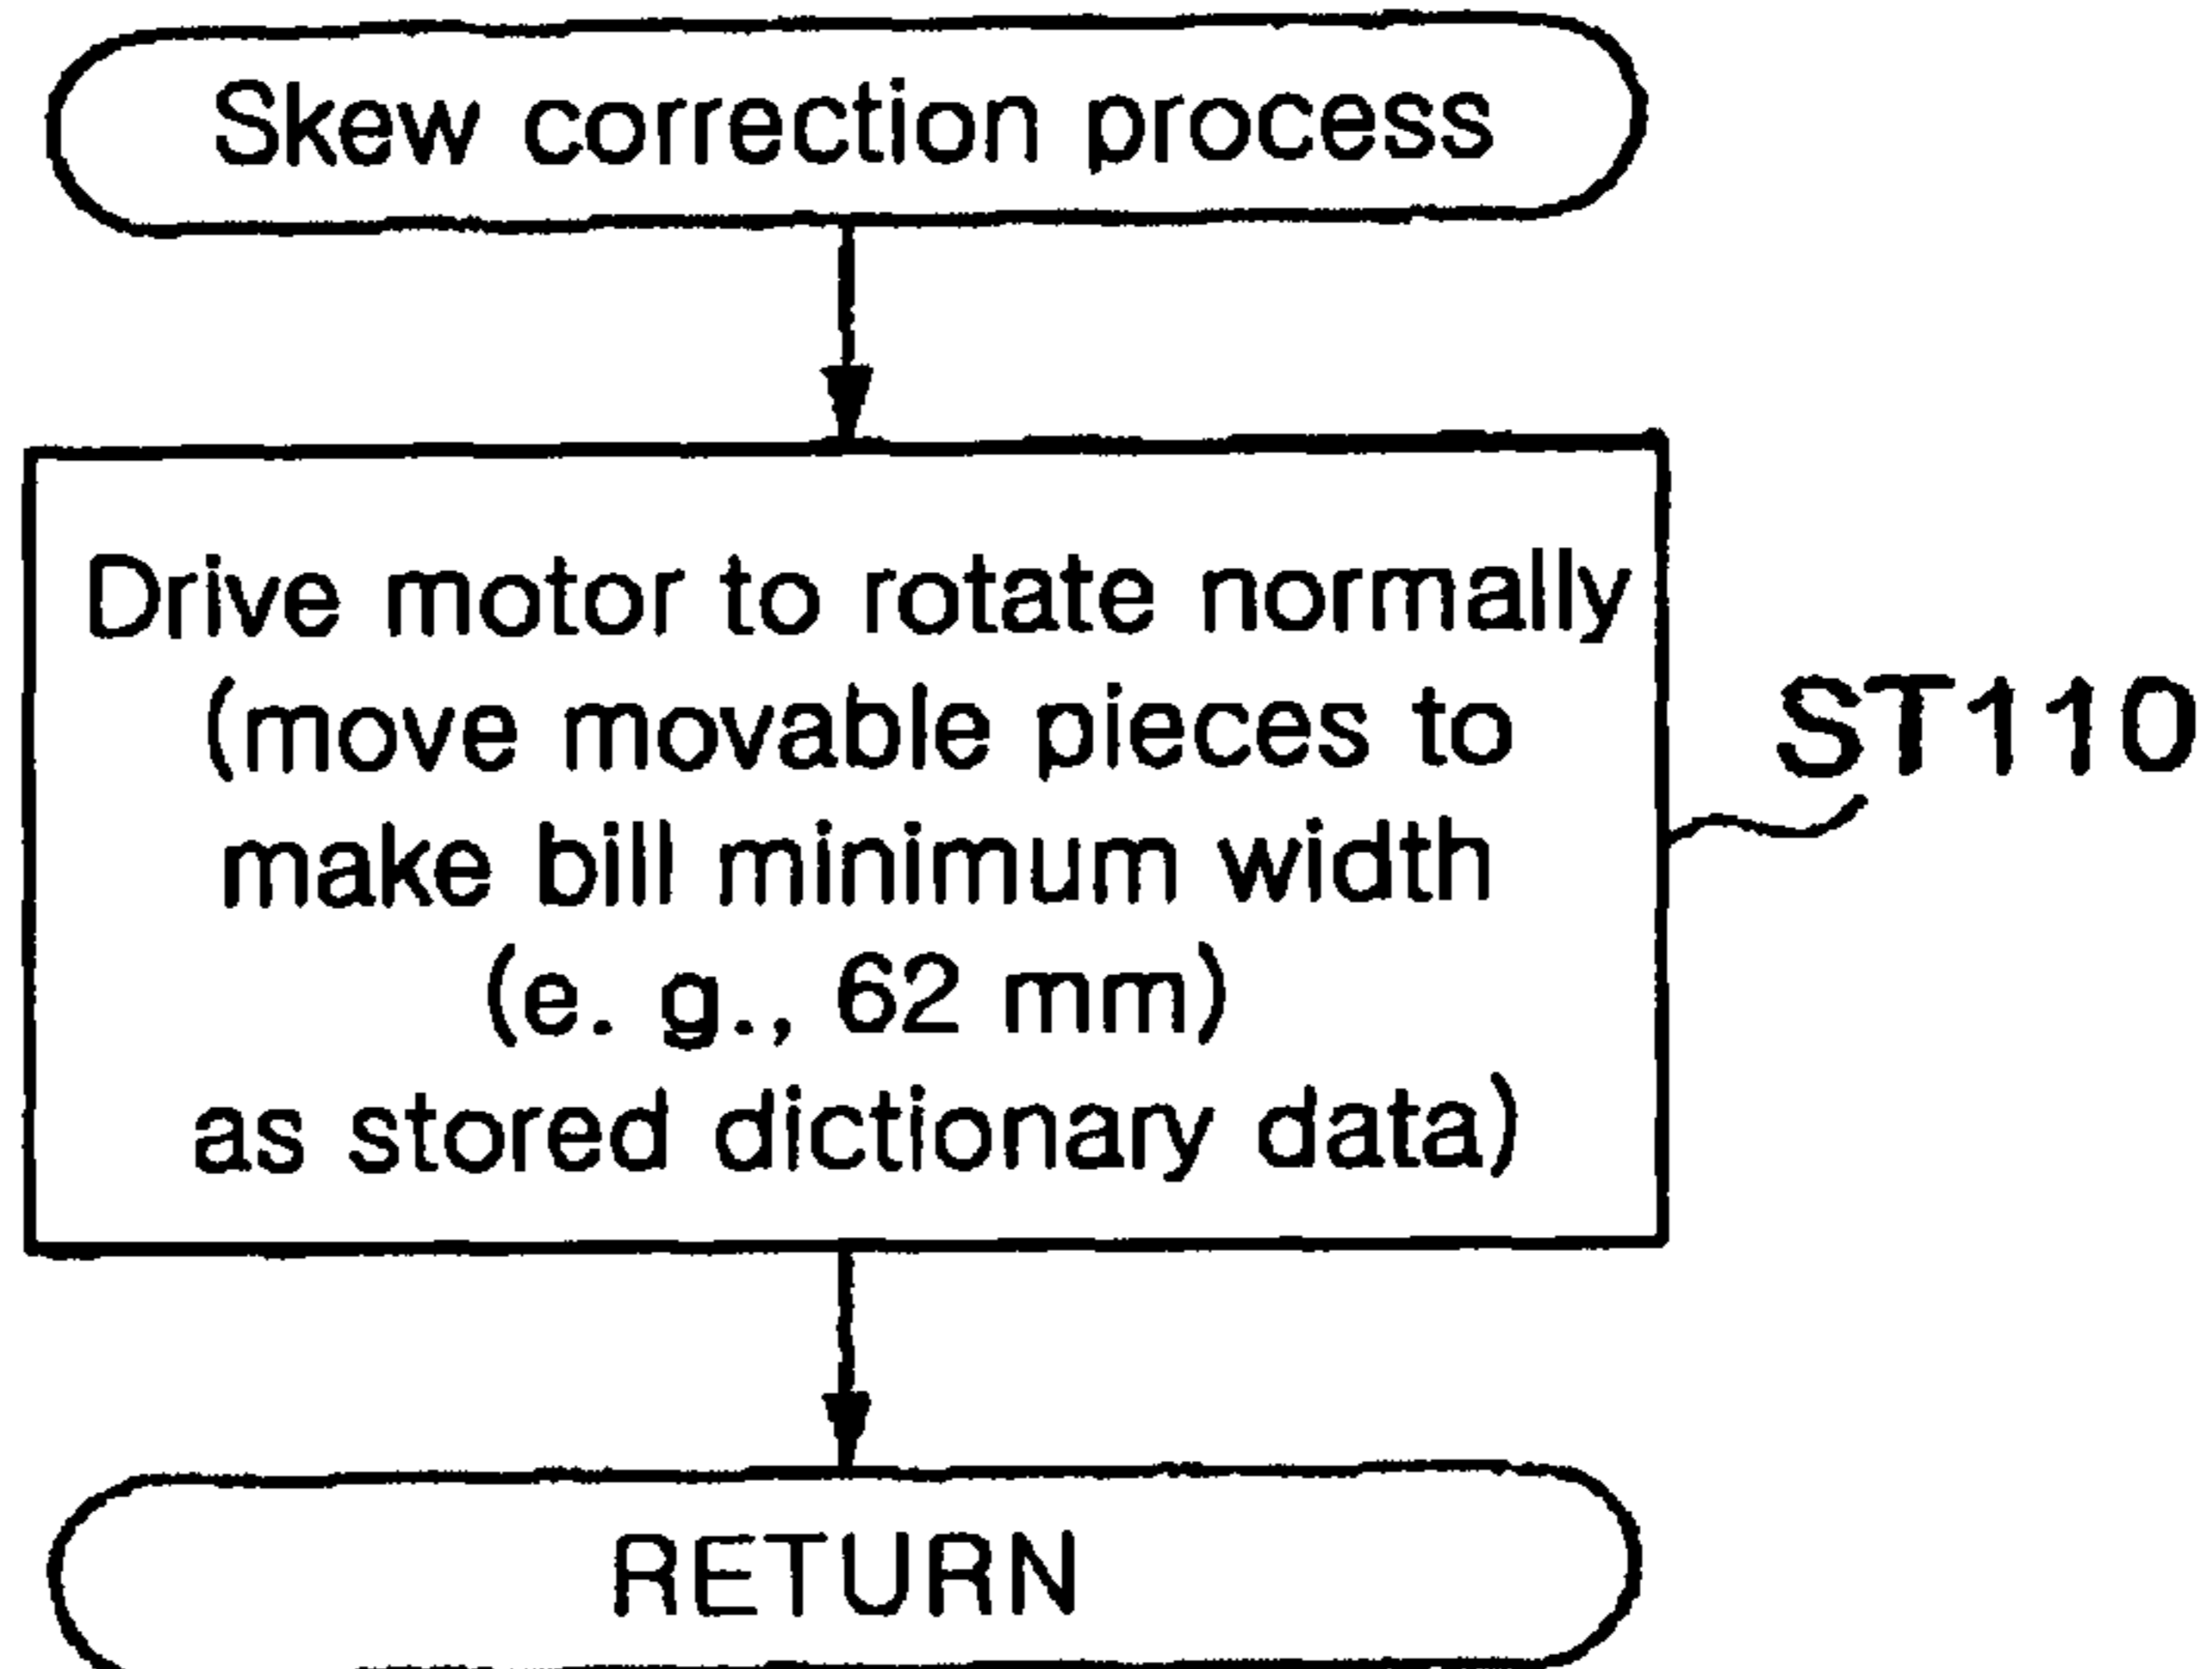 Skew correction process
Drive motor to rotate normally
(move movable pieces to
make bill minimum width
(e. g., 62 mm)
as stored dictionary data)
ST110
RETURN